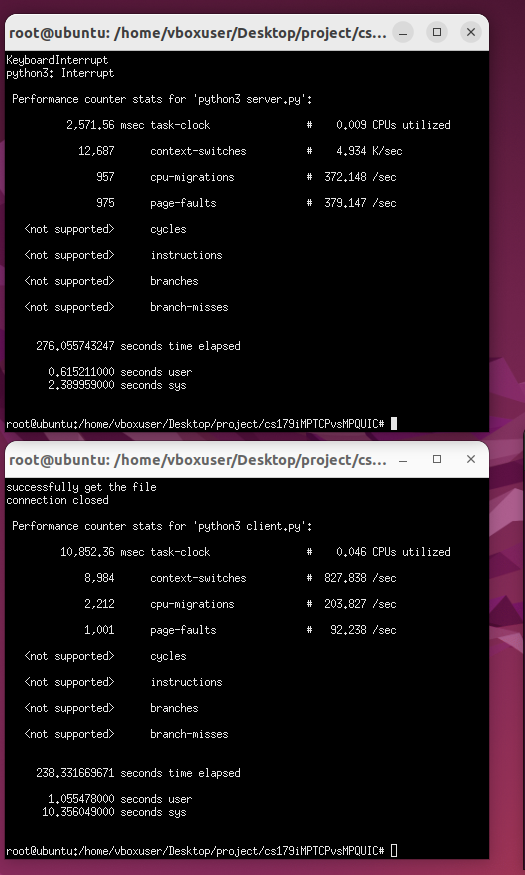 root@ubuntu: /home/vboxuser/Desktop/project/cs...
KeyboardInterrupt
python3: Interrupt
Performance counter stats for 'python3 server.py':
2,571.56 msec task-clock # 0.009 CPUs utilized
12,687 context-switches # 4.934 K/sec
957 cpu-migrations # 372.148 /sec
975 page-faults # 379.147 /sec
<not supported> cycles
<not supported> instructions
<not supported> branches
<not supported> branch-misses
276.055743247 seconds time elapsed
0.615211000 seconds user
2.389959000 seconds sys
root@ubuntu:/home/vboxuser/Desktop/project/cs179iMPTCPvsMPQUIC#
root@ubuntu: /home/vboxuser/Desktop/project/cs...
successfully get the file
connection closed
Performance counter stats for 'python3 client.py':
10,852.36 msec task-clock # 0.046 CPUs utilized
8,984 context-switches # 827.838 /sec
2,212 cpu-migrations # 203.827 /sec
1,001 page-faults # 92.238 /sec
<not supported> cycles
<not supported> instructions
<not supported> branches
<not supported> branch-misses
238.331669671 seconds time elapsed
1.055478000 seconds user
10.356049000 seconds sys
root@ubuntu:/home/vboxuser/Desktop/project/cs179iMPTCPvsMPQUIC#